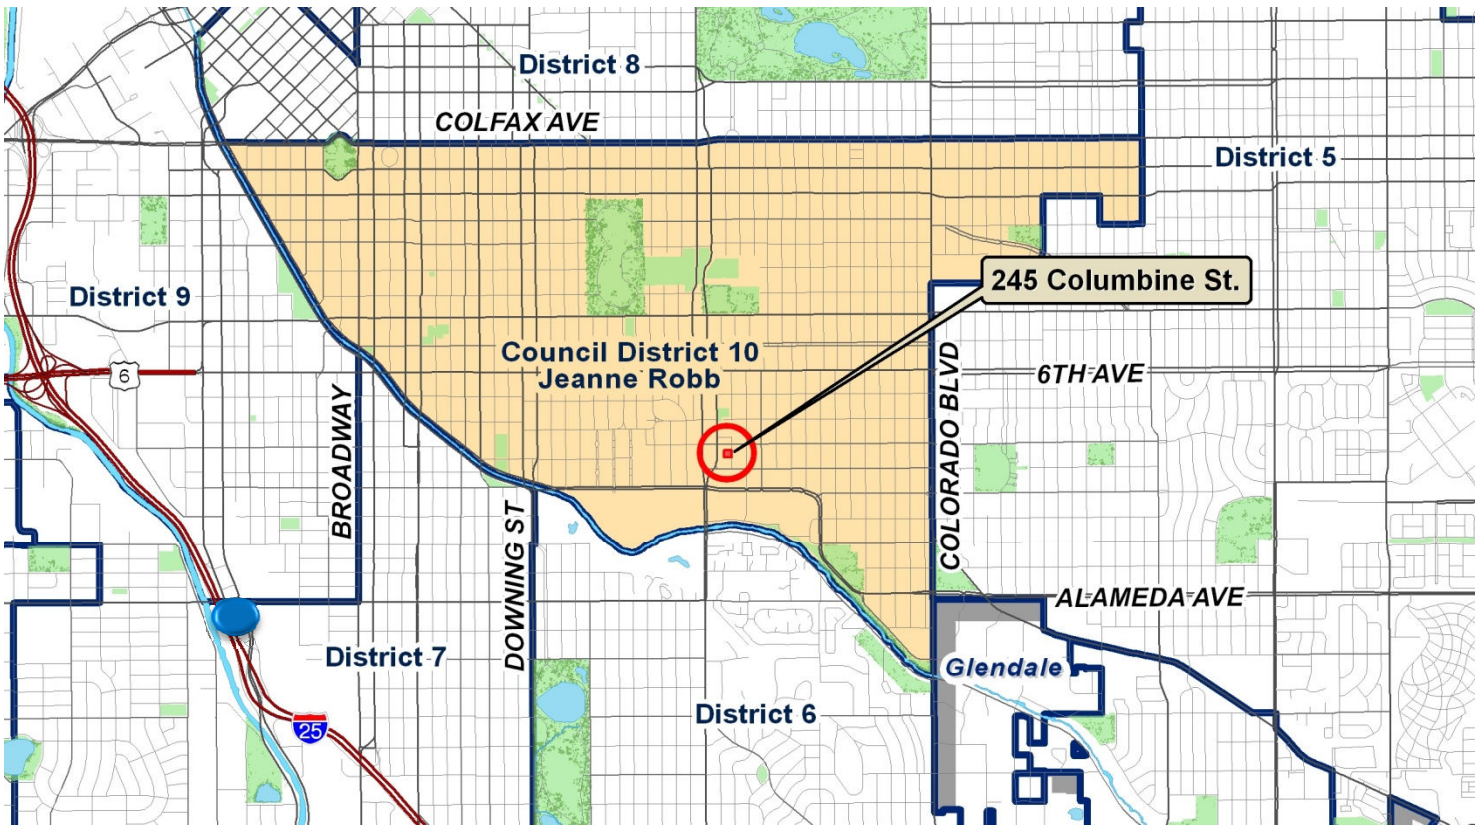 District 8
COLFAX AVE
District 5
245 Columbine St.
District 9
Council District 10
Jeanne Robb
6
6TH AVE
BROADWAY
COLORADO BLVD
DOWNING ST
ALAMEDA AVE
District 7
Glendale
District 6
25